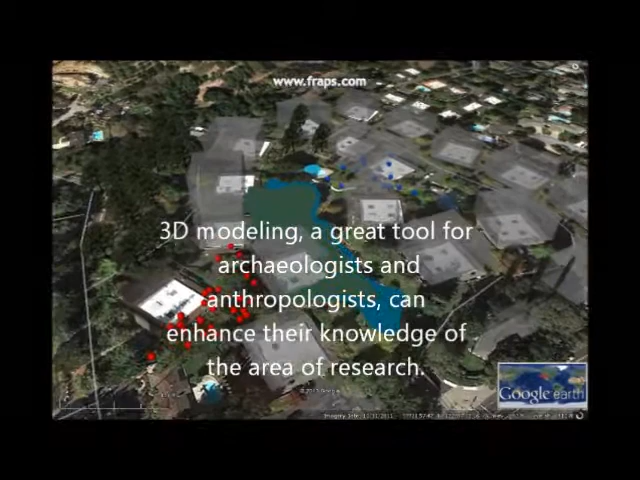 www.fraps.com
3D modeling, a great tool for
archaeologists and
anthropologists, can
enhance their knowledge of
the area of research.
Google earth